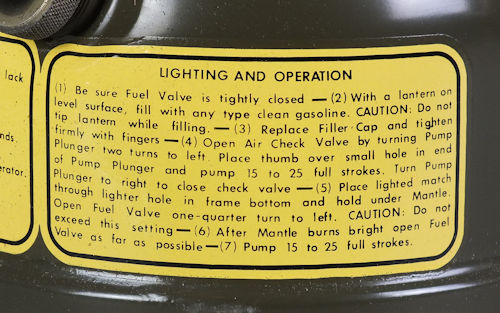 lack
nds.
erator.
LIGHTING AND OPERATION
(1) Be sure Fuel Valve is tightly closed — (2) With a lantern on
level surface, fill with any type clean gasoline. CAUTION: Do not
tip lantern while filling. — (3) Replace Filler Cap and tighten
firmly with fingers — (4) Open Air Check Valve by turning Pump
Plunger two turns to left. Place thumb over small hole in end
of Pump Plunger and pump 15 to 25 full strokes. Turn Pump
Plunger to right to close check valve — (5) Place lighted match
through lighter hole in frame bottom and hold under Mantle.
Open Fuel Valve one-quarter turn to left. CAUTION: Do not
exceed this setting — (6) After Mantle burns bright open Fuel
Valve as far as possible — (7) Pump 15 to 25 full strokes.